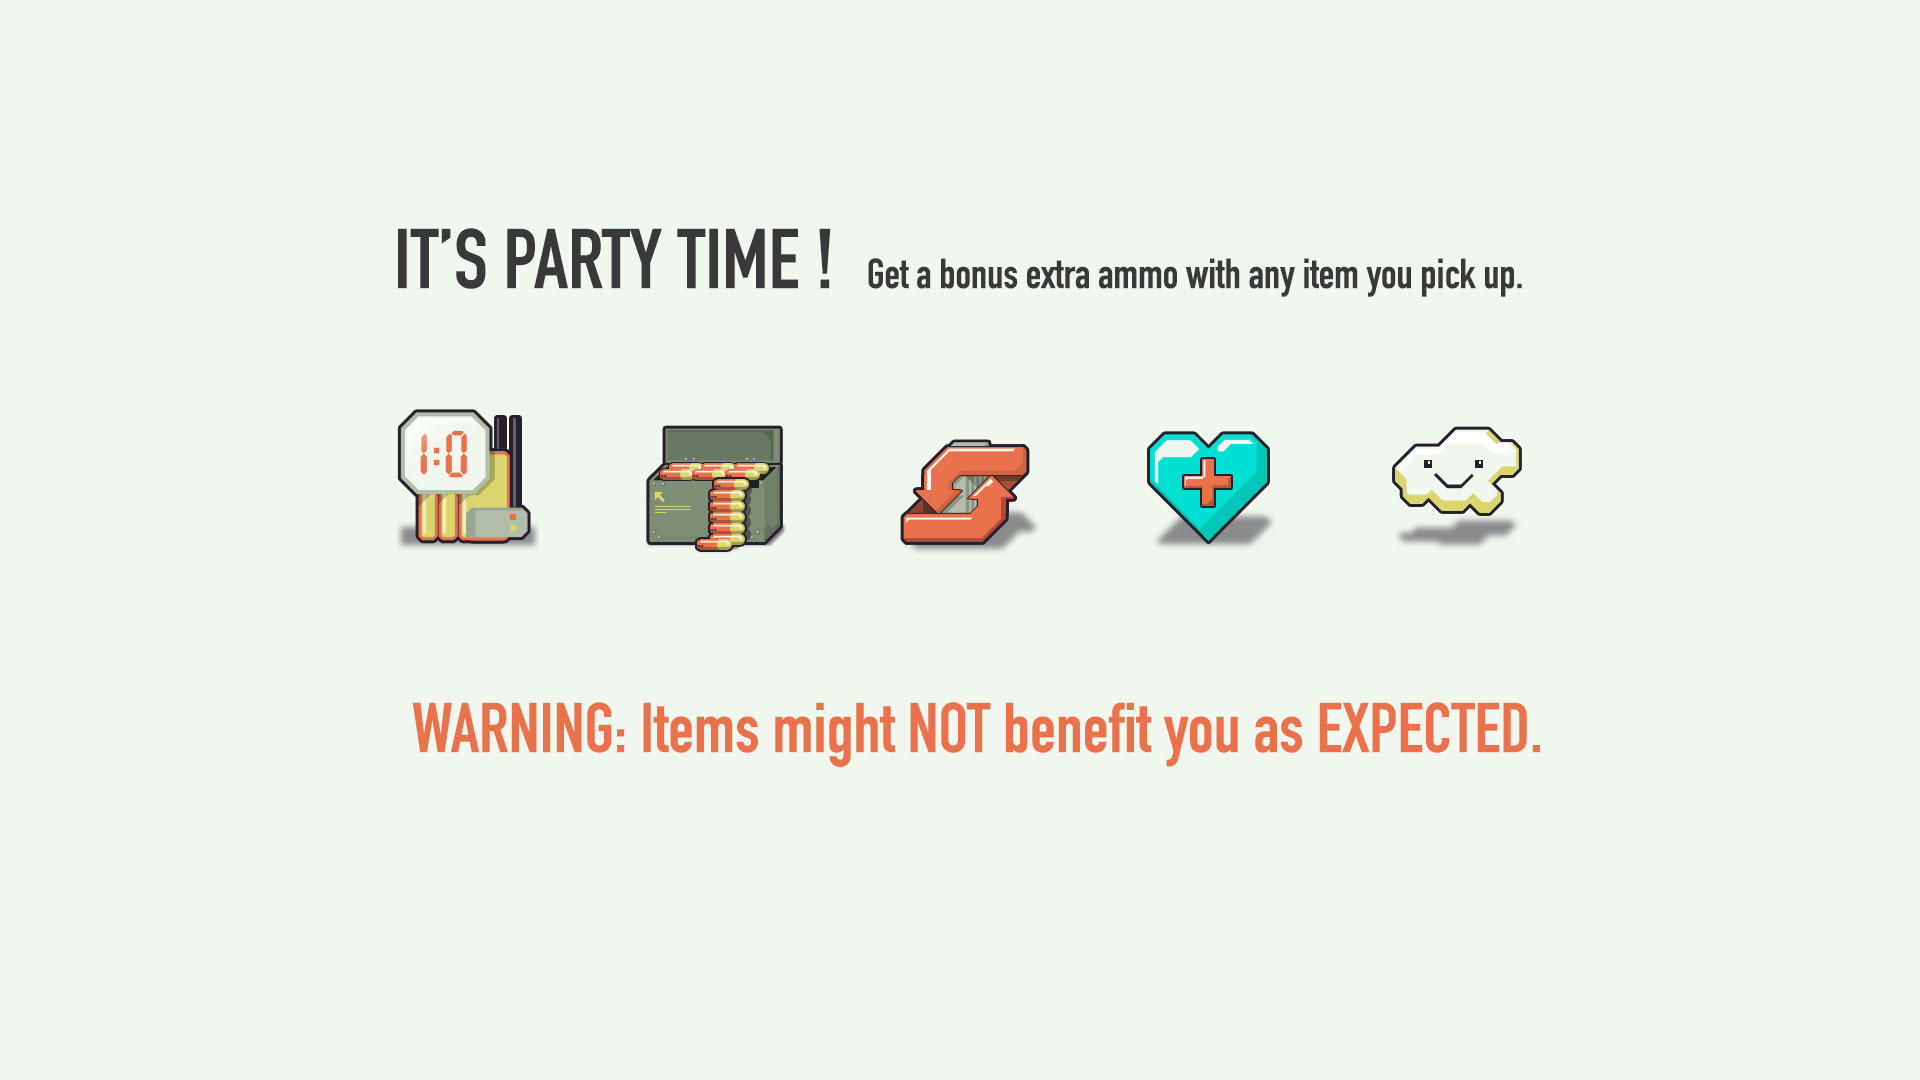 IT'S PARTY TIME ! Get a bonus extra ammo with any item you pick up.
1:0
WARNING: Items might NOT benefit you as EXPECTED.